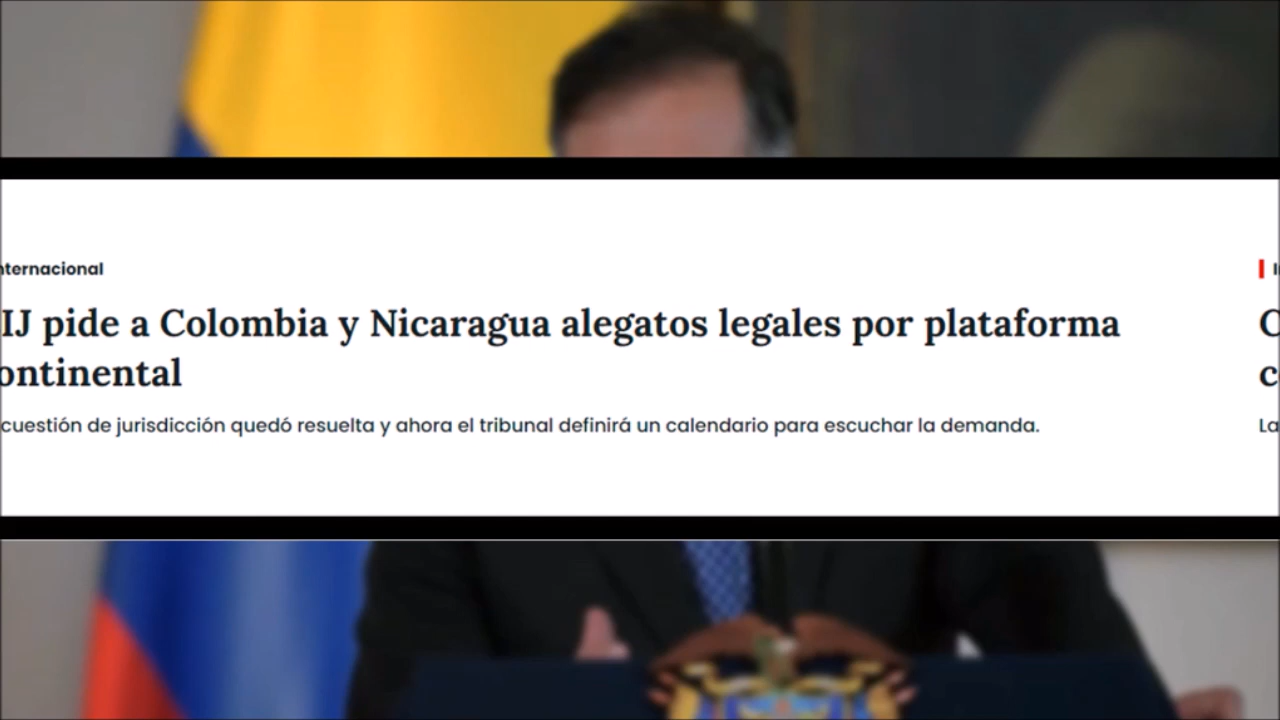 nternacional
IJ pide a Colombia y Nicaragua alegatos legales por plataforma
ontinental
cuestión de jurisdicción quedó resuelta y ahora el tribunal definirá un calendario para escuchar la demanda.
C
c
La